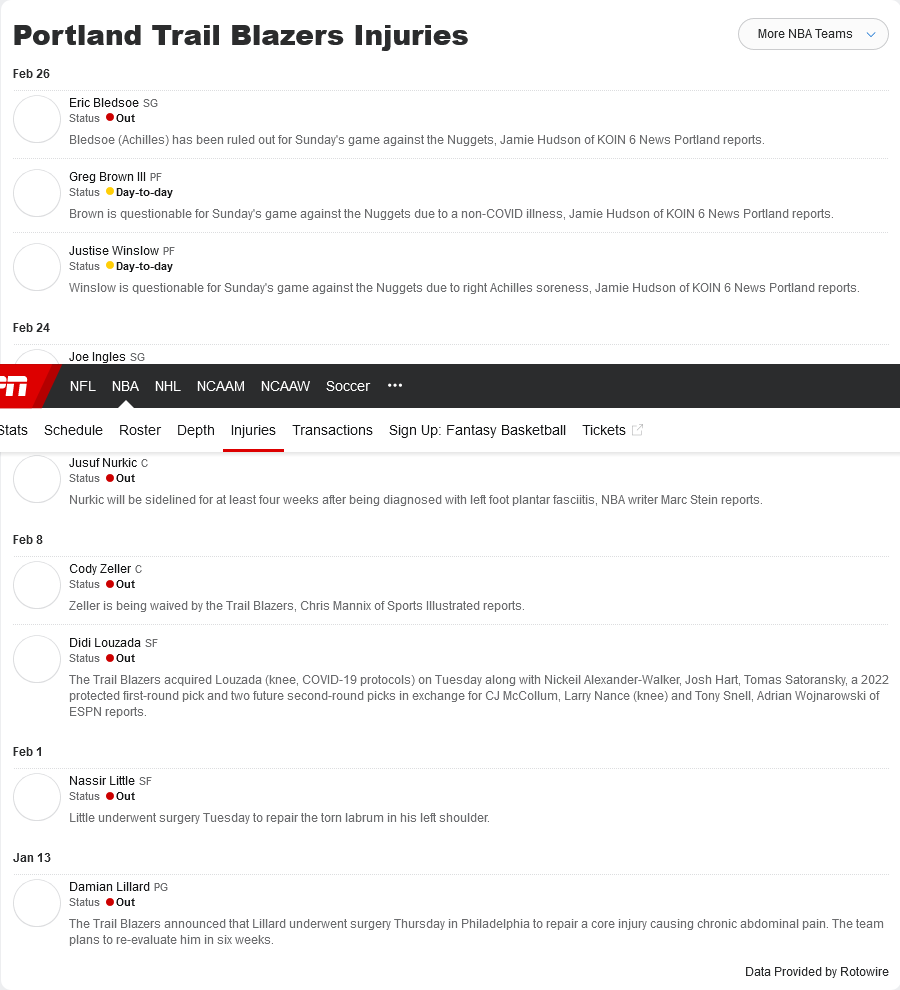 Portland Trail Blazers Injuries
More NBA Teams
Feb 26
Eric Bledsoe SG
Status Out
Bledsoe (Achilles) has been ruled out for Sunday's game against the Nuggets, Jamie Hudson of KOIN 6 News Portland reports.
Greg Brown III PF
Status Day-to-day
Brown is questionable for Sunday's game against the Nuggets due to a non-COVID illness, Jamie Hudson of KOIN 6 News Portland reports.
Justise Winslow PF
Status Day-to-day
Winslow is questionable for Sunday's game against the Nuggets due to right Achilles soreness, Jamie Hudson of KOIN 6 News Portland reports.
Feb 24
Joe Ingles SG
PN NFL NBA NHL NCAAM NCAAW Soccer •••
Stats Schedule Roster Depth Injuries Transactions Sign Up: Fantasy Basketball Tickets
Jusuf Nurkic C
Status Out
Nurkic will be sidelined for at least four weeks after being diagnosed with left foot plantar fasciitis, NBA writer Marc Stein reports.
Feb 8
Cody Zeller C
Status Out
Zeller is being waived by the Trail Blazers, Chris Mannix of Sports Illustrated reports.
Didi Louzada SF
Status Out
The Trail Blazers acquired Louzada (knee, COVID-19 protocols) on Tuesday along with Nickeil Alexander-Walker, Josh Hart, Tomas Satoransky, a 2022
protected first-round pick and two future second-round picks in exchange for CJ McCollum, Larry Nance (knee) and Tony Snell, Adrian Wojnarowski of
ESPN reports.
Feb 1
Nassir Little SF
Status Out
Little underwent surgery Tuesday to repair the torn labrum in his left shoulder.
Jan 13
Damian Lillard PG
Status Out
The Trail Blazers announced that Lillard underwent surgery Thursday in Philadelphia to repair a core injury causing chronic abdominal pain. The team
plans to re-evaluate him in six weeks.
Data Provided by Rotowire